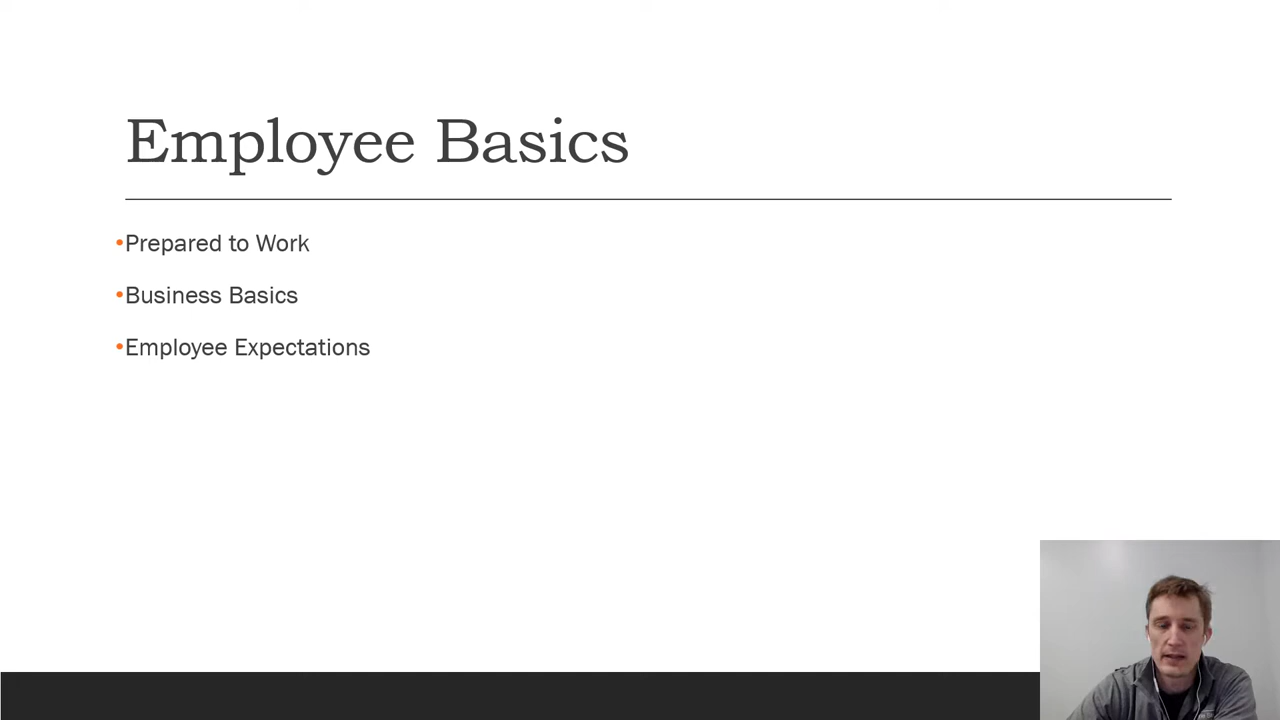 Employee Basics
•Prepared to Work
•Business Basics
•Employee Expectations